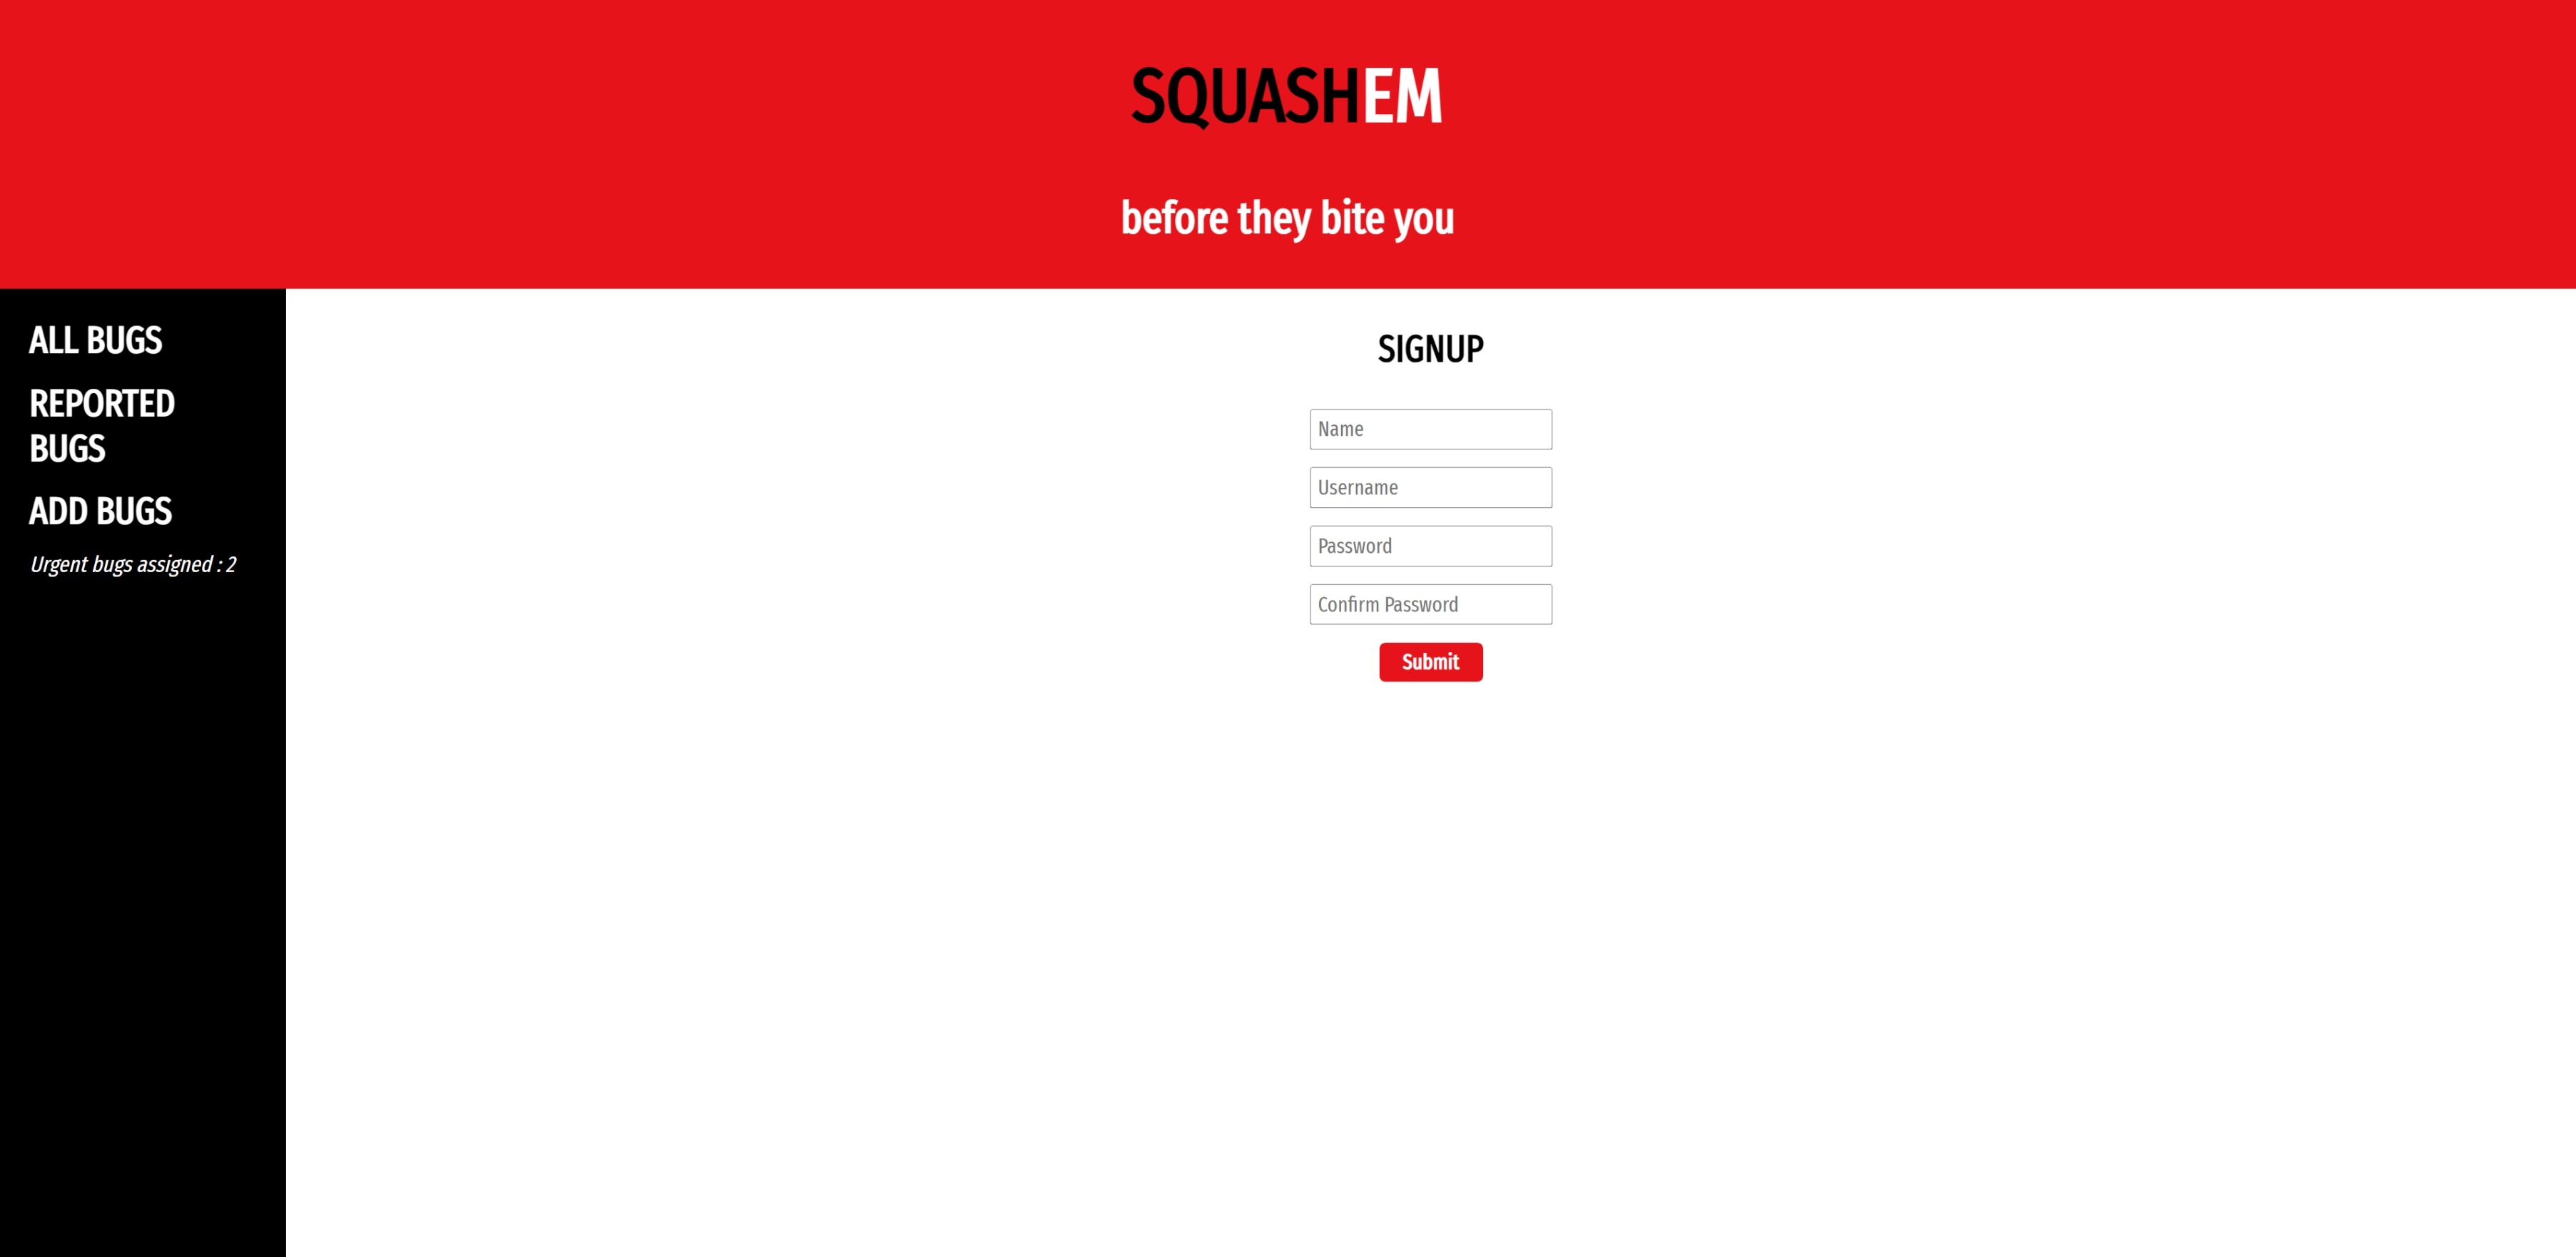 SQUASHEM
before they bite you
ALL BUGS
REPORTED
BUGS
ADD BUGS
Urgent bugs assigned : 2
SIGNUP
Name
Username
Password
Confirm Password
Submit